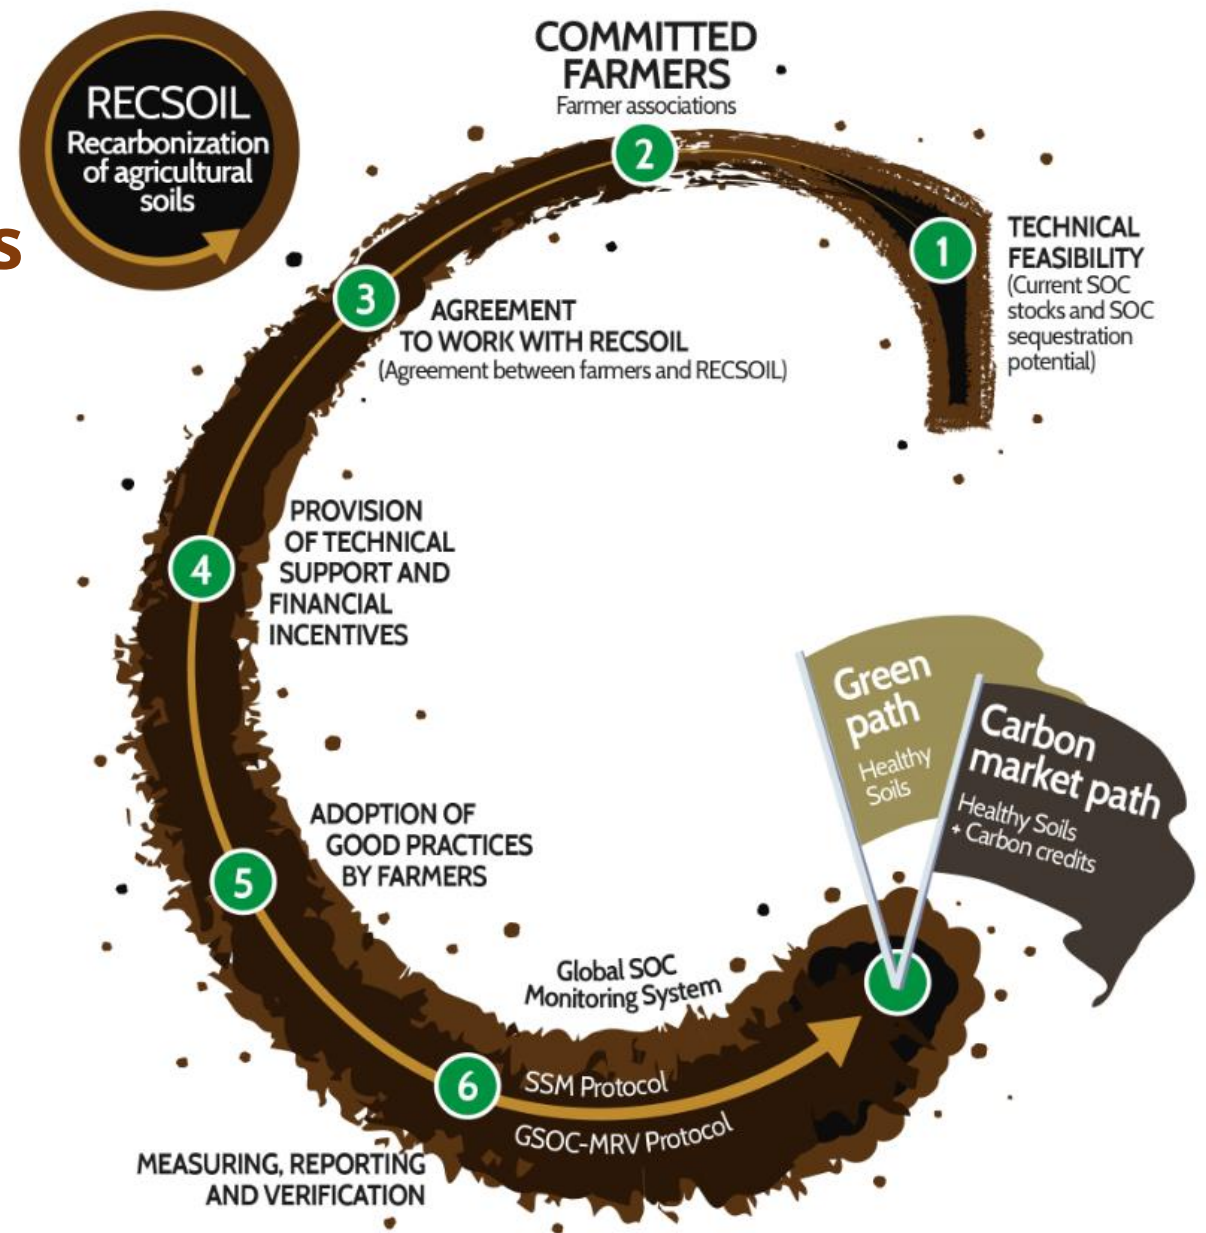 RECSOIL
Recarbonization
of agricultural
soils
s
COMMITTED
FARMERS
Farmer associations
2
1
TECHNICAL
FEASIBILITY
(Current SOC
stocks and SOC
sequestration
potential)
3
AGREEMENT
TO WORK WITH RECSOIL
(Agreement between farmers and RECSOIL)
4
PROVISION
OF TECHNICAL
SUPPORT AND
FINANCIAL
INCENTIVES
5
ADOPTION OF
GOOD PRACTICES
BY FARMERS
6
MEASURING, REPORTING
AND VERIFICATION
Global SOC
Monitoring System
SSM Protocol
GSOC-MRV Protocol
Green
path
Healthy
Soils
Carbon
market path
Healthy Soils
+ Carbon credits